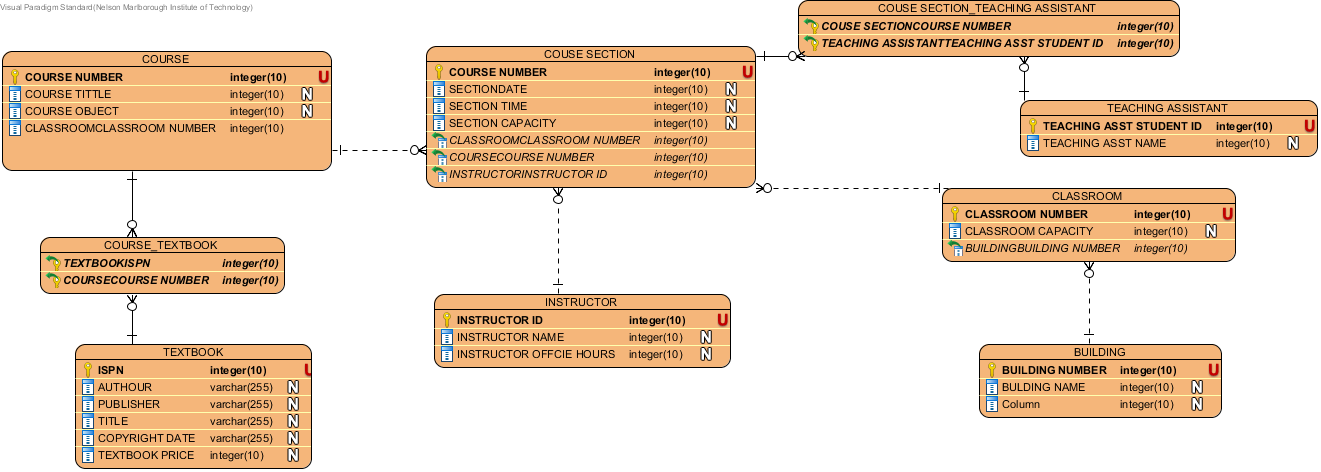 Visual Paradigm Standard(Nelson Marlborough Institute of Technology)
COUSE SECTION_TEACHING ASSISTANT
COUSE SECTIONCOURSE NUMBER integer(10)
TEACHING ASSISTANTTEACHING ASST STUDENT ID integer(10)
COURSE
COURSE NUMBER integer(10) U
COURSE TITTLE integer(10) N
COURSE OBJECT integer(10) N
CLASSROOMCLASSROOM NUMBER integer(10)
COUSE SECTION
COURSE NUMBER integer(10) U
SECTIONDATE integer(10) N
SECTION TIME integer(10) N
SECTION CAPACITY integer(10) N
CLASSROOMCLASSROOM NUMBER integer(10)
COURSECOURSE NUMBER integer(10)
INSTRUCTORINSTRUCTOR ID integer(10)
TEACHING ASSISTANT
TEACHING ASST STUDENT ID integer(10) U
TEACHING ASST NAME integer(10) N
CLASSROOM
CLASSROOM NUMBER integer(10) U
CLASSROOM CAPACITY integer(10) N
BUILDINGBUILDING NUMBER integer(10)
COURSE_TEXTBOOK
TEXTBOOKISPN integer(10)
COURSECOURSE NUMBER integer(10)
INSTRUCTOR
INSTRUCTOR ID integer(10) U
INSTRUCTOR NAME integer(10) N
INSTRUCTOR OFFCIE HOURS integer(10) N
TEXTBOOK
ISPN integer(10) U
AUTHOUR varchar(255) N
PUBLISHER varchar(255) N
TITLE varchar(255) N
COPYRIGHT DATE varchar(255) N
TEXTBOOK PRICE integer(10) N
BUILDING
BUILDING NUMBER integer(10) U
BULDING NAME integer(10) N
Column integer(10) N